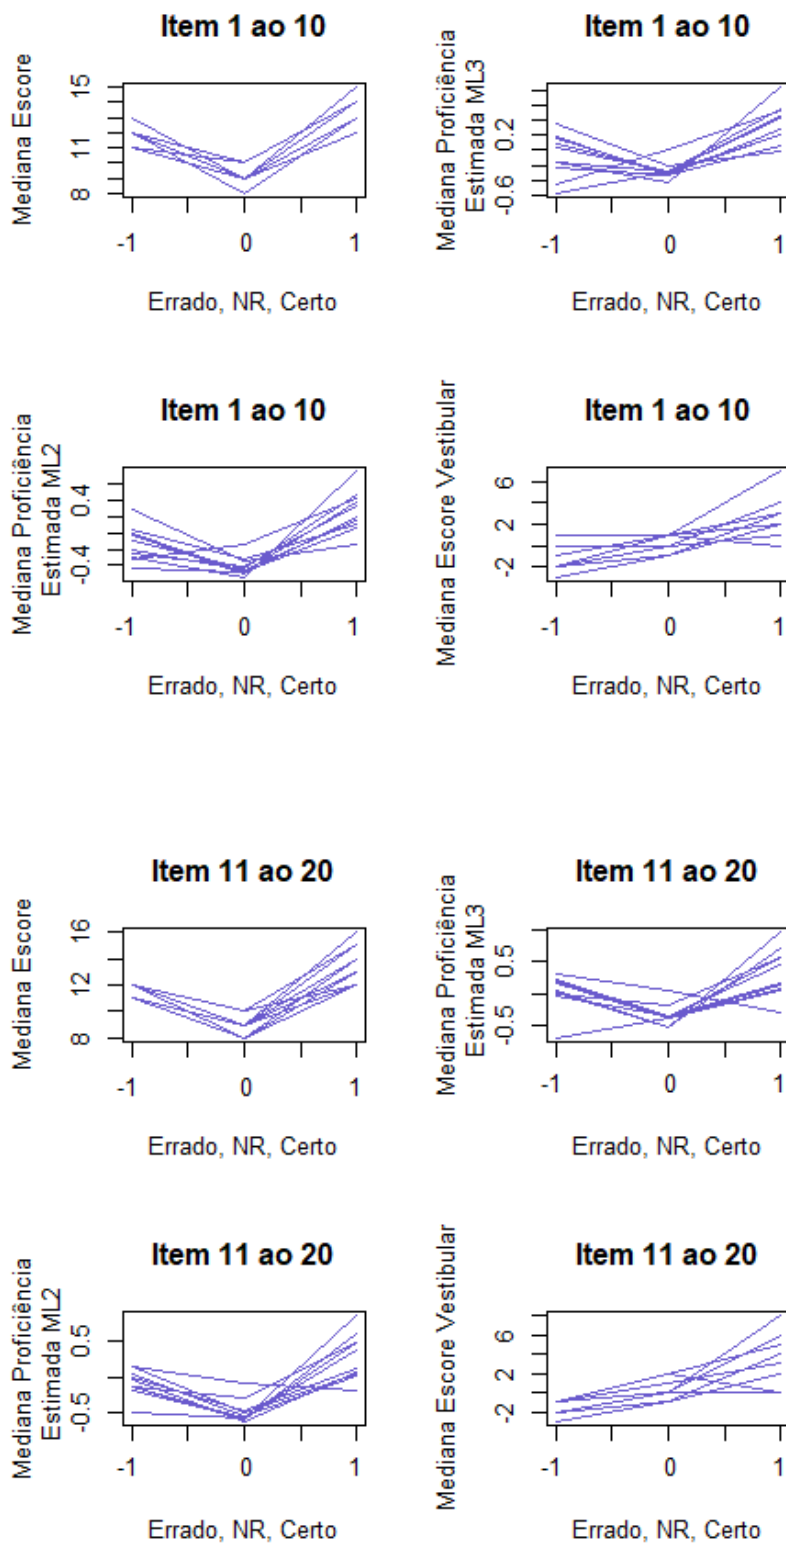 Item 1 ao 10
Mediana Escore
8 11 15
-1 0 1
Errado, NR, Certo
Item 1 ao 10
Mediana Proficiência
Estimada ML3
-0.6 0.2
-1 0 1
Errado, NR, Certo
Item 1 ao 10
Mediana Proficiência
Estimada ML2
-0.4 0.4
-1 0 1
Errado, NR, Certo
Item 1 ao 10
Mediana Escore Vestibular
-2 2 6
-1 0 1
Errado, NR, Certo
Item 11 ao 20
Mediana Escore
8 12 16
-1 0 1
Errado, NR, Certo
Item 11 ao 20
Mediana Proficiência
Estimada ML3
-0.5 0.5
-1 0 1
Errado, NR, Certo
Item 11 ao 20
Mediana Proficiência
Estimada ML2
-0.5 0.5
-1 0 1
Errado, NR, Certo
Item 11 ao 20
Mediana Escore Vestibular
-2 2 6
-1 0 1
Errado, NR, Certo